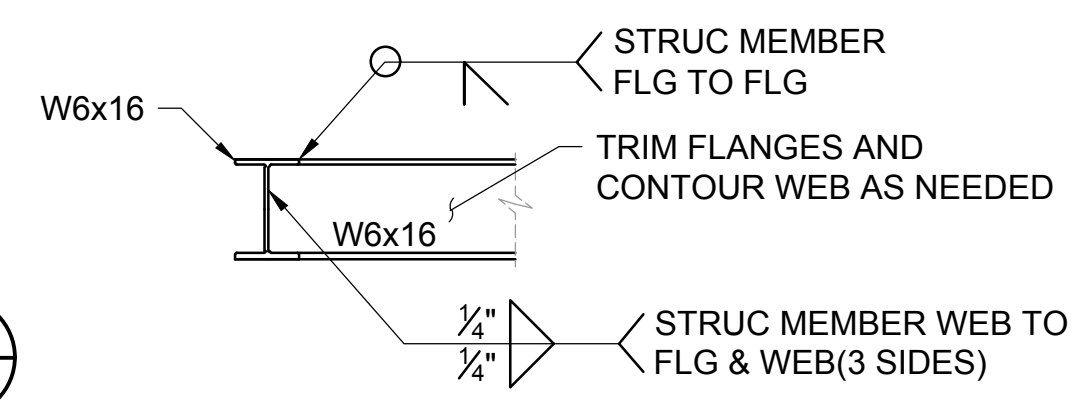 STRUC MEMBER
FLG TO FLG
W6x16
TRIM FLANGES AND
CONTOUR WEB AS NEEDED
W6x16
1/4"
1/4"
STRUC MEMBER WEB TO
FLG & WEB(3 SIDES)